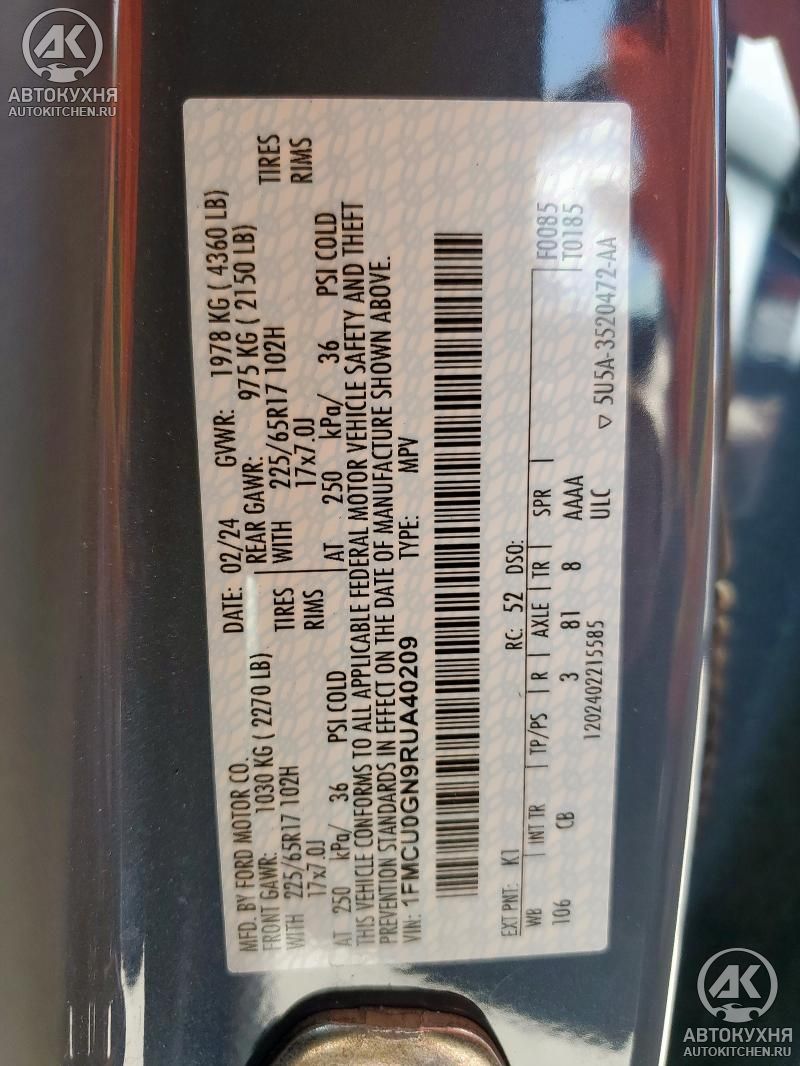 AK
АВТОКУХНЯ
AUTOKITCHEN.RU
MFD. BY FORD MOTOR CO.
DATE: 02/24 GVWR: 1978 KG ( 4360 LB)
FRONT GAWR: 1030 KG ( 2270 LB) REAR GAWR: 975 KG ( 2150 LB)
WITH 225/65R17 102H TIRES WITH 225/65R17 102H TIRES
17x7.0J RIMS 17x7.0J RIMS
AT 250 kPa/ 36 PSI COLD AT 250 kPa/ 36 PSI COLD
THIS VEHICLE CONFORMS TO ALL APPLICABLE FEDERAL MOTOR VEHICLE SAFETY AND THEFT
PREVENTION STANDARDS IN EFFECT ON THE DATE OF MANUFACTURE SHOWN ABOVE.
VIN: 1FMCU0GN9RUA40209 TYPE: MPV
EXT PNT: K1 RC: 52 DSO: F0085
WB INT TR TP/PS R AXLE TR SPR T0185
106 CB 3 81 8 AAAA
ULC
1202402215585 ▽ 5U5A-3520472-AA
AK
АВТОКУХНЯ
AUTOKITCHEN.RU